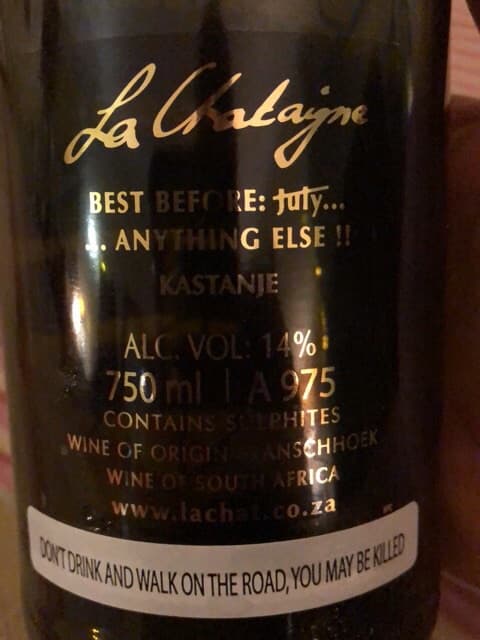 La Chataigne
BEST BEFORE: July...
... ANYTHING ELSE !!
KASTANJE
ALC. VOL: 14%
750 ml | A 975
CONTAINS SULPHITES
WINE OF ORIGIN ANSCHHOEK
WINE OF SOUTH AFRICA
www.lachat.co.za
DON'T DRINK AND WALK ON THE ROAD, YOU MAY BE KILLED